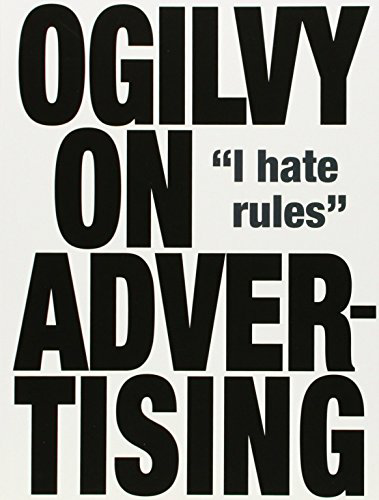 OGILVY
ON
"I hate
rules"
ADVER-
TISING